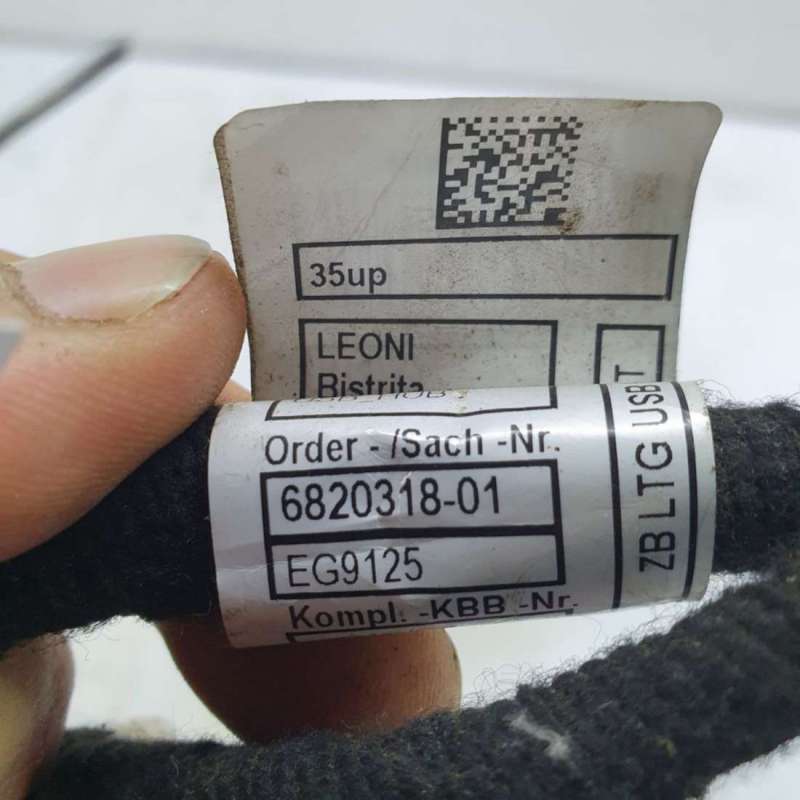 35up
LEONI
Bistrita
Order - /Sach -Nr.
6820318-01
EG9125
Kompl. -KBB -Nr.
ZB LTG USB